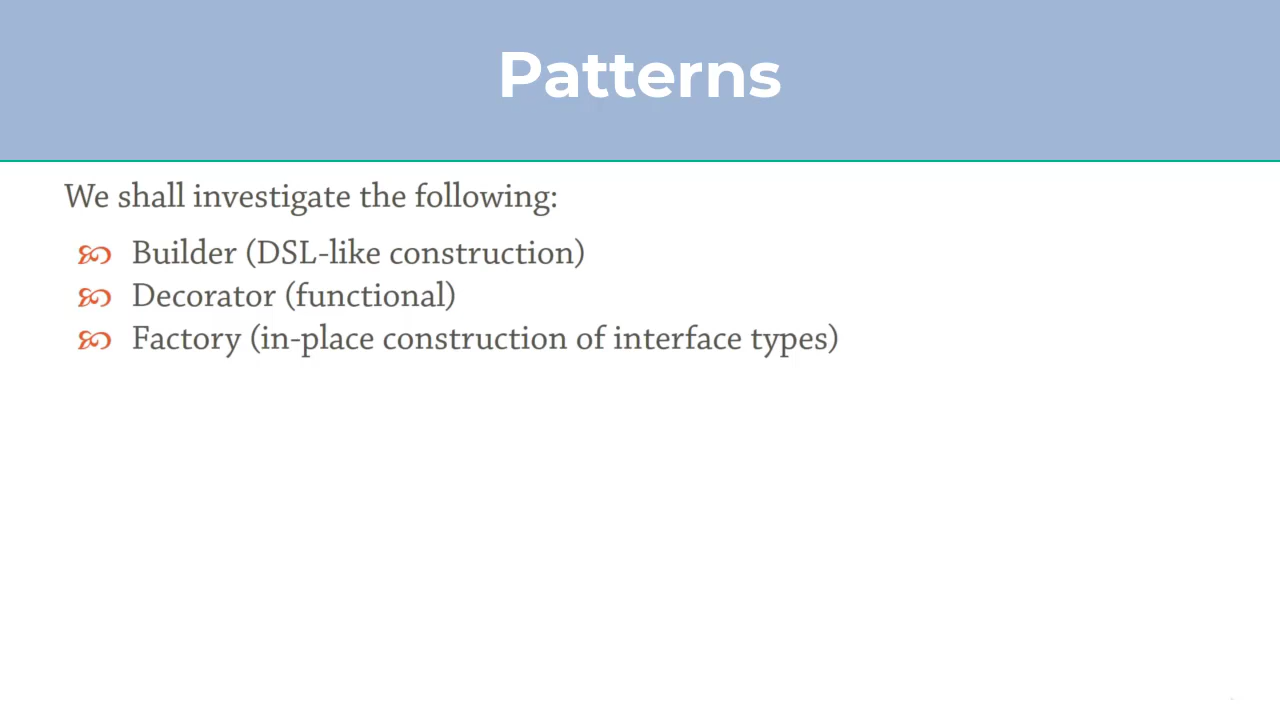 Patterns
We shall investigate the following:
Builder (DSL-like construction)
Decorator (functional)
Factory (in-place construction of interface types)